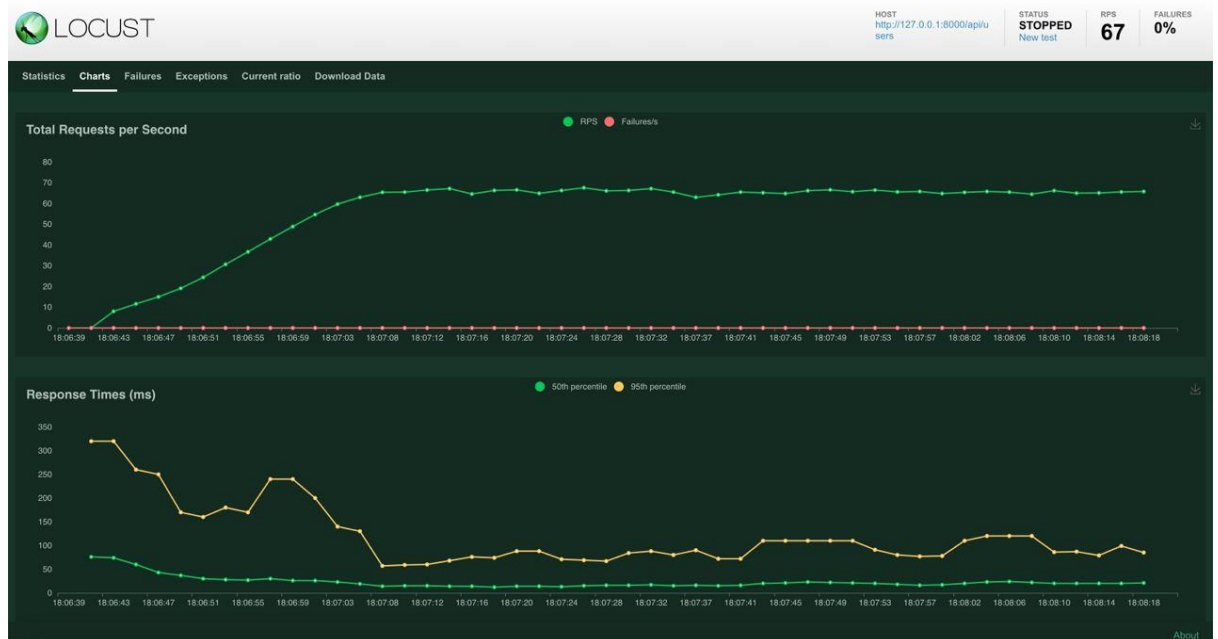 LOCUST
HOST
http://127.0.0.1:8000/api/u
sers
STATUS
STOPPED
New test
RPS
67
FAILURES
0%
Statistics Charts Failures Exceptions Current ratio Download Data
Total Requests per Second
RPS Failures/s
80
70
60
50
40
30
20
10
0
18:06:39 18:06:43 18:06:47 18:06:51 18:06:55 18:06:59 18:07:03 18:07:08 18:07:12 18:07:16 18:07:20 18:07:24 18:07:28 18:07:32 18:07:37 18:07:41 18:07:45 18:07:49 18:07:53 18:07:57 18:08:02 18:08:06 18:08:10 18:08:14 18:08:18
Response Times (ms)
50th percentile 95th percentile
350
300
250
200
150
100
50
0
18:06:39 18:06:43 18:06:47 18:06:51 18:06:55 18:06:59 18:07:03 18:07:08 18:07:12 18:07:16 18:07:20 18:07:24 18:07:28 18:07:32 18:07:37 18:07:41 18:07:45 18:07:49 18:07:53 18:07:57 18:08:02 18:08:06 18:08:10 18:08:14 18:08:18
About